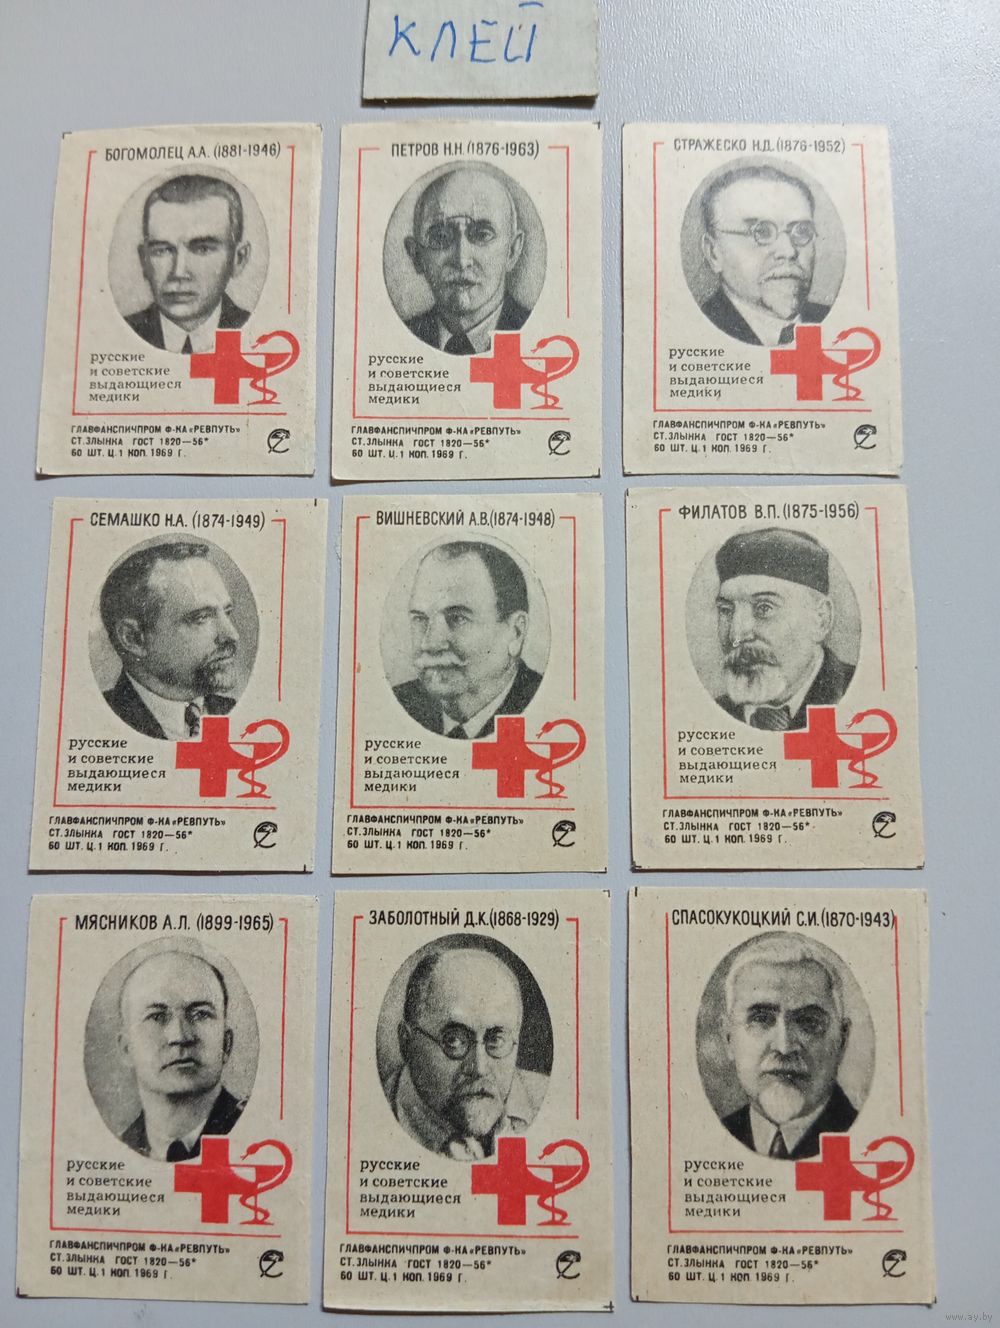 КЛЕЙ
БОГОМОЛЕЦ А.А. (1881-1946)
русские
и советские
выдающиеся
медики
ГЛАВФАНСПИЧПРОМ Ф-КА «РЕВПУТЬ»
СТ. ЗЛЫНКА ГОСТ 1820—56*
60 ШТ. Ц. 1 КОП. 1969 Г.
ПЕТРОВ Н.Н. (1876-1963)
русские
и советские
выдающиеся
медики
ГЛАВФАНСПИЧПРОМ Ф-КА «РЕВПУТЬ»
СТ. ЗЛЫНКА ГОСТ 1820—56*
60 ШТ. Ц. 1 КОП. 1969 Г.
СТРАЖЕСКО Н.Д. (1876-1952)
русские
и советские
выдающиеся
медики
ГЛАВФАНСПИЧПРОМ Ф-КА «РЕВПУТЬ»
СТ. ЗЛЫНКА ГОСТ 1820—56*
60 ШТ. Ц. 1 КОП. 1969 Г.
СЕМАШКО Н.А. (1874-1949)
русские
и советские
выдающиеся
медики
ГЛАВФАНСПИЧПРОМ Ф-КА «РЕВПУТЬ»
СТ. ЗЛЫНКА ГОСТ 1820—56*
60 ШТ. Ц. 1 КОП. 1969 Г.
ВИШНЕВСКИЙ А.В. (1874-1948)
русские
и советские
выдающиеся
медики
ГЛАВФАНСПИЧПРОМ Ф-КА «РЕВПУТЬ»
СТ. ЗЛЫНКА ГОСТ 1820—56*
60 ШТ. Ц. 1 КОП. 1969 Г.
ФИЛАТОВ В.П. (1875-1956)
русские
и советские
выдающиеся
медики
ГЛАВФАНСПИЧПРОМ Ф-КА «РЕВПУТЬ»
СТ. ЗЛЫНКА ГОСТ 1820—56*
60 ШТ. Ц. 1 КОП. 1969 Г.
МЯСНИКОВ А.Л. (1899-1965)
русские
и советские
выдающиеся
медики
ГЛАВФАНСПИЧПРОМ Ф-КА «РЕВПУТЬ»
СТ. ЗЛЫНКА ГОСТ 1820—56*
60 ШТ. Ц. 1 КОП. 1969 Г.
ЗАБОЛОТНЫЙ Д.К. (1868-1929)
русские
и советские
выдающиеся
медики
ГЛАВФАНСПИЧПРОМ Ф-КА «РЕВПУТЬ»
СТ. ЗЛЫНКА ГОСТ 1820—56*
60 ШТ. Ц. 1 КОП. 1969 Г.
СПАСОКУКОЦКИЙ С.И. (1870-1943)
русские
и советские
выдающиеся
медики
ГЛАВФАНСПИЧПРОМ Ф-КА «РЕВПУТЬ»
СТ. ЗЛЫНКА ГОСТ 1820—56*
60 ШТ. Ц. 1 КОП. 1969 Г.
www.ay.by